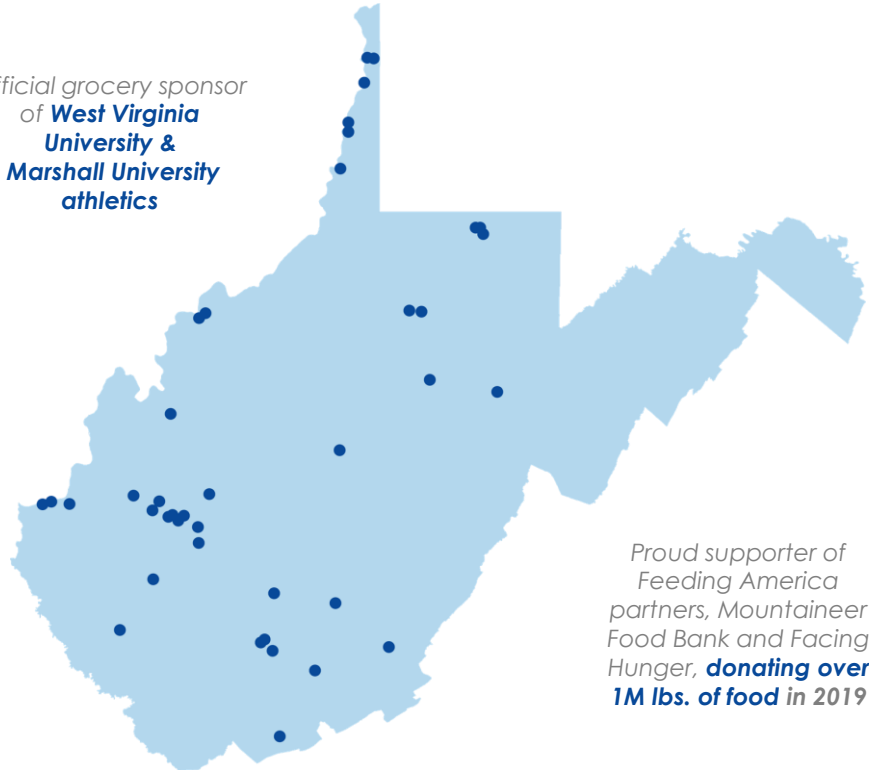 of West Virginia
University &
Marshall University
athletics
grocery sponsor
Proud supporter of
Feeding America
partners, Mountaineer
Food Bank and Facing
Hunger, donating over
1M lbs. of food in 2019